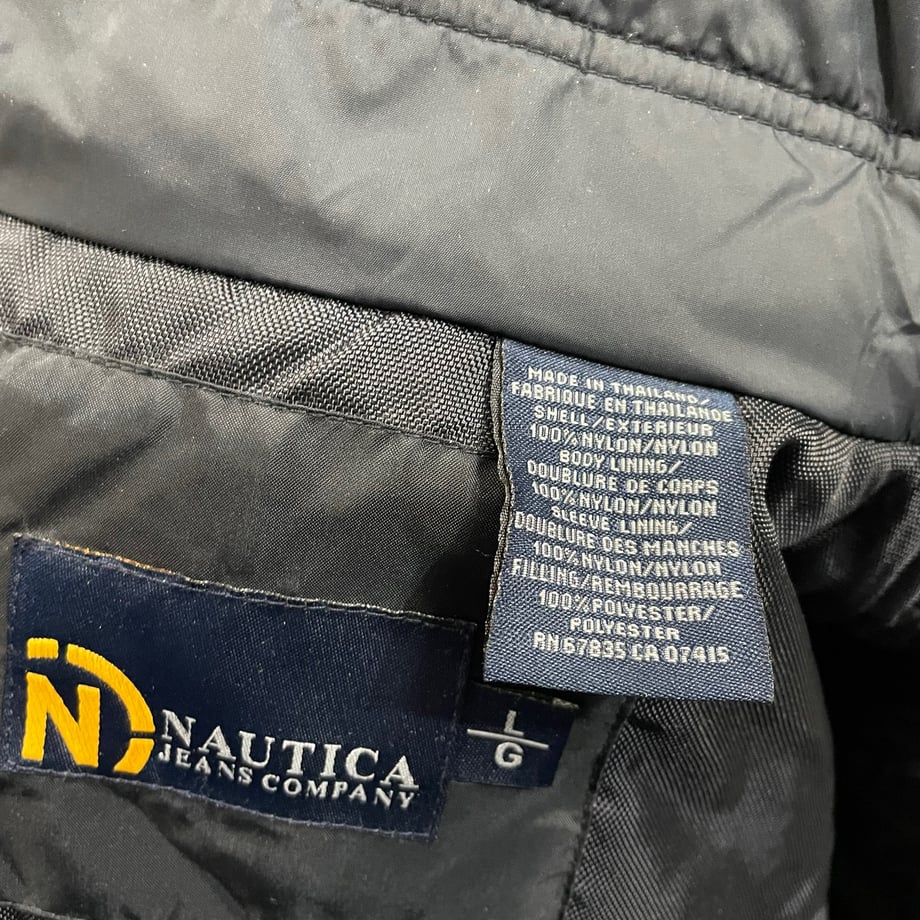 MADE IN THAILAND/
FABRIQUE EN THAILANDE
SHELL/EXTERIEUR
100%NYLON/NYLON
BODY LINING/
DOUBLURE DE CORPS
100%NYLON/NYLON
SLEEVE LINING/
DOUBLURE DES MANCHES
100%NYLON/NYLON
FILLING/REMBOURRAGE
100%POLYESTER/
POLYESTER
RN 67835 CA 07415
N
NAUTICA
JEANS COMPANY
L
G